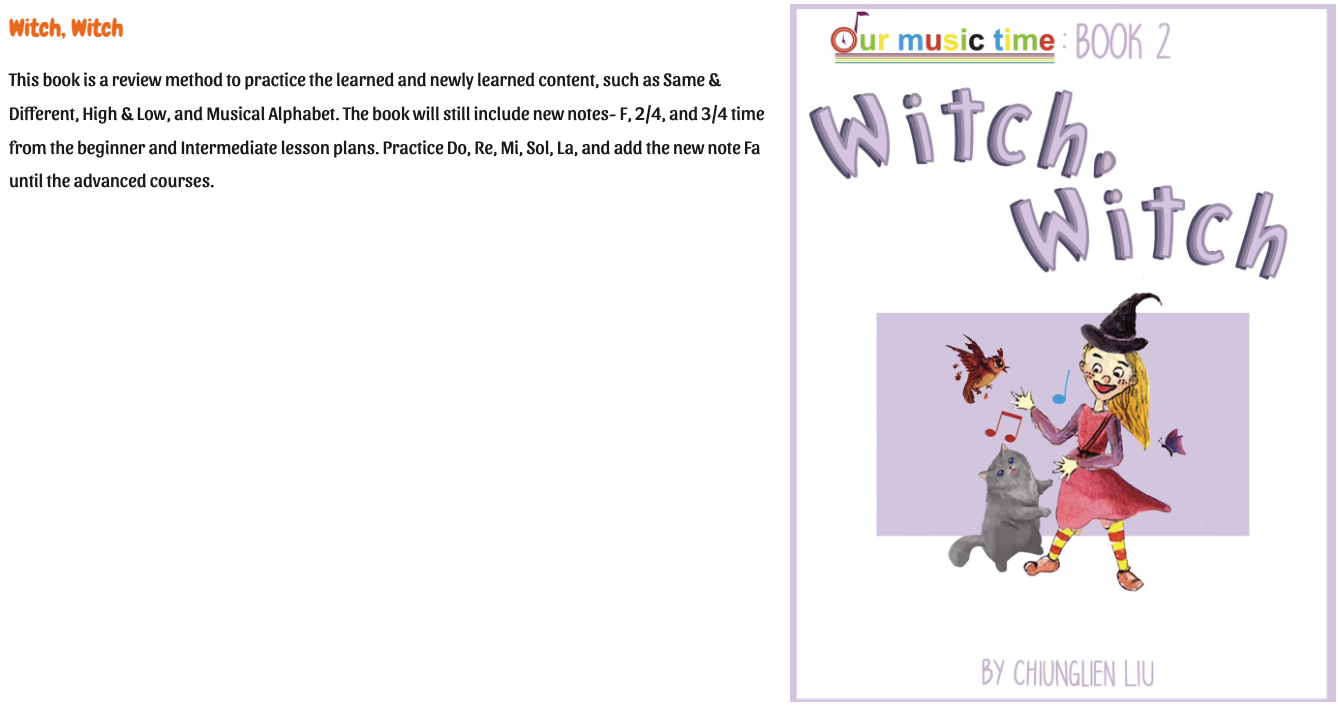 Witch, Witch
This book is a review method to practice the learned and newly learned content, such as Same &
Different, High & Low, and Musical Alphabet. The book will still include new notes- F, 2/4, and 3/4 time
from the beginner and Intermediate lesson plans. Practice Do, Re, Mi, Sol, La, and add the new note Fa
until the advanced courses.
Our music time : BOOK 2
Witch,
Witch
BY CHIUNGLIEN LIU